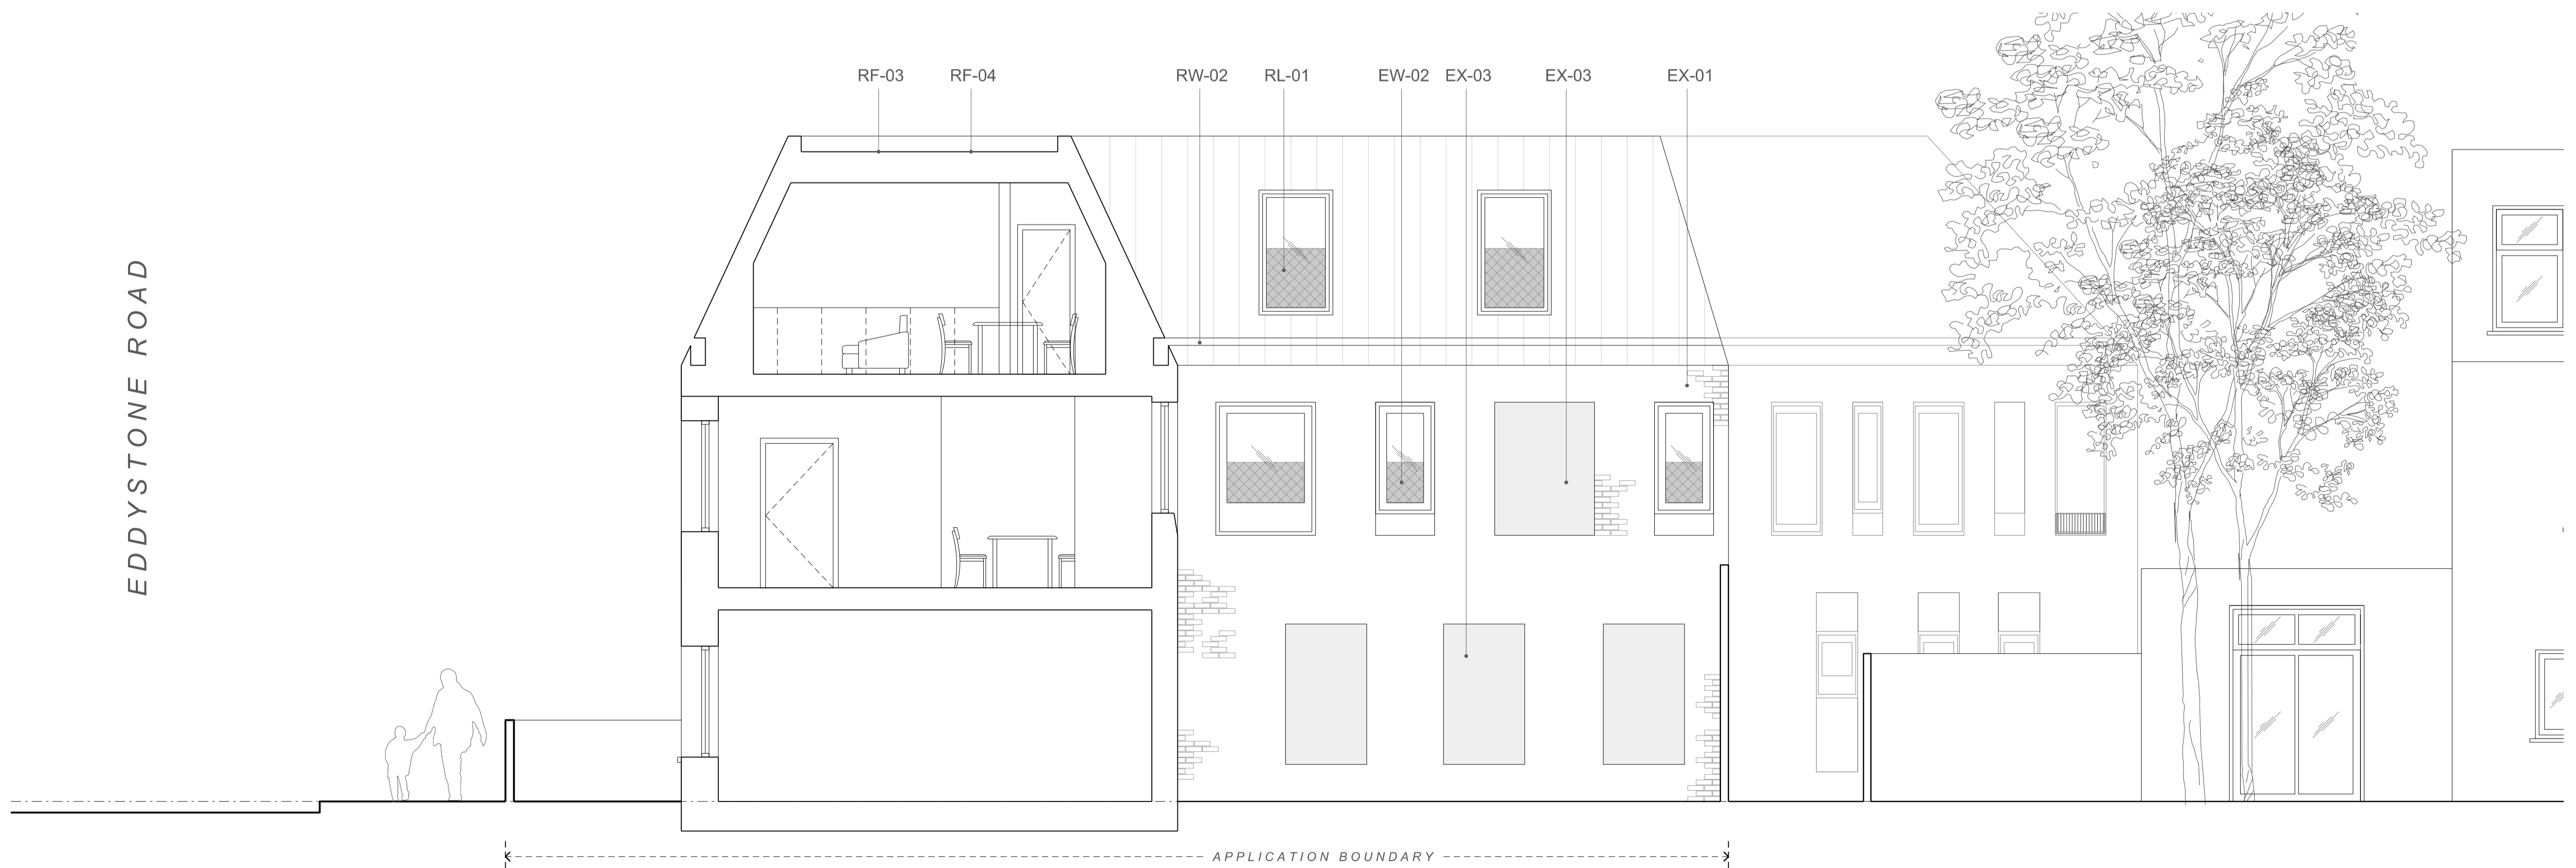 RF-03 RF-04 RW-02 RL-01 EW-02 EX-03 EX-03 EX-01
EDDYSTONE ROAD
APPLICATION BOUNDARY